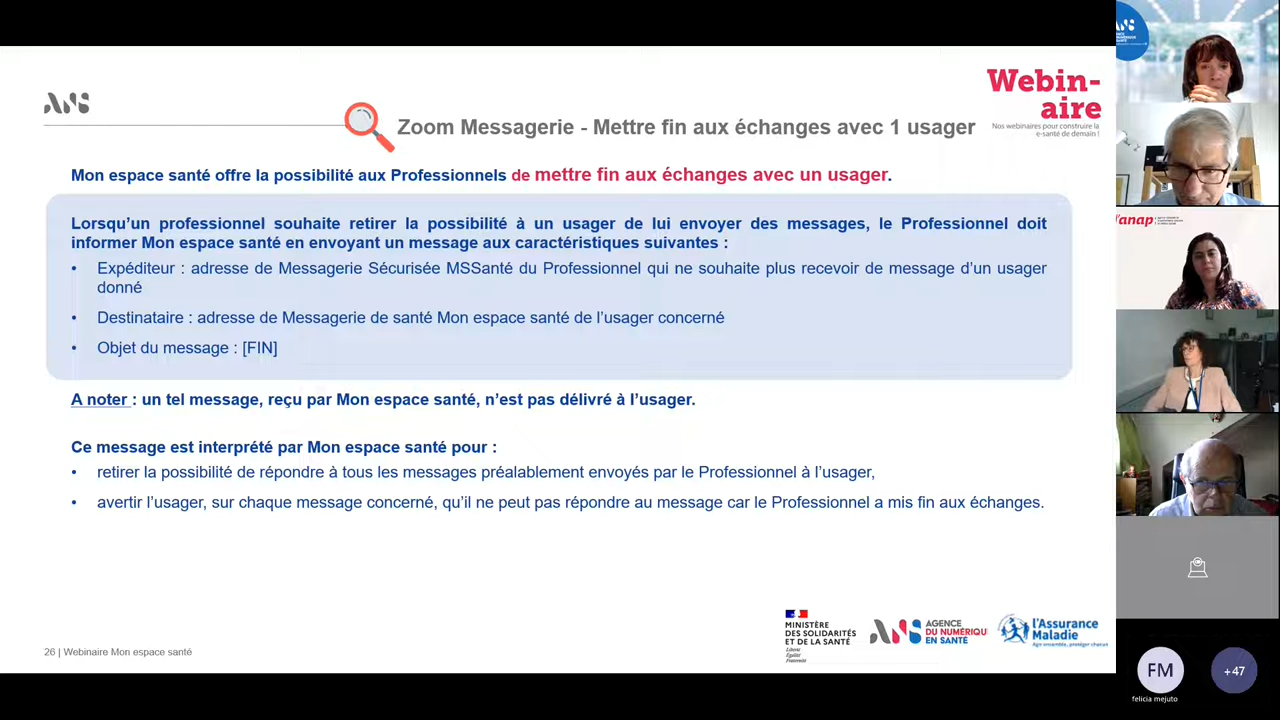 ANS
Webin-
aire
Nos webinaires pour construire la
e-santé de demain !
Zoom Messagerie - Mettre fin aux échanges avec 1 usager
Mon espace santé offre la possibilité aux Professionnels de mettre fin aux échanges avec un usager.
Lorsqu’un professionnel souhaite retirer la possibilité à un usager de lui envoyer des messages, le Professionnel doit
informer Mon espace santé en envoyant un message aux caractéristiques suivantes :
• Expéditeur : adresse de Messagerie Sécurisée MSSanté du Professionnel qui ne souhaite plus recevoir de message d’un usager
donné
• Destinataire : adresse de Messagerie de santé Mon espace santé de l’usager concerné
• Objet du message : [FIN]
A noter : un tel message, reçu par Mon espace santé, n’est pas délivré à l’usager.
Ce message est interprété par Mon espace santé pour :
• retirer la possibilité de répondre à tous les messages préalablement envoyés par le Professionnel à l’usager,
• avertir l’usager, sur chaque message concerné, qu’il ne peut pas répondre au message car le Professionnel a mis fin aux échanges.
26 | Webinaire Mon espace santé
MINISTÈRE
DES SOLIDARITÉS
ET DE LA SANTÉ
Liberté
Égalité
Fraternité
ANS
AGENCE
DU NUMÉRIQU
EN SANTÉ
l'Assurance
Maladie
Agir ensemble, protéger chacun
ANS
l'anap
FM
felicia mejuto
+47